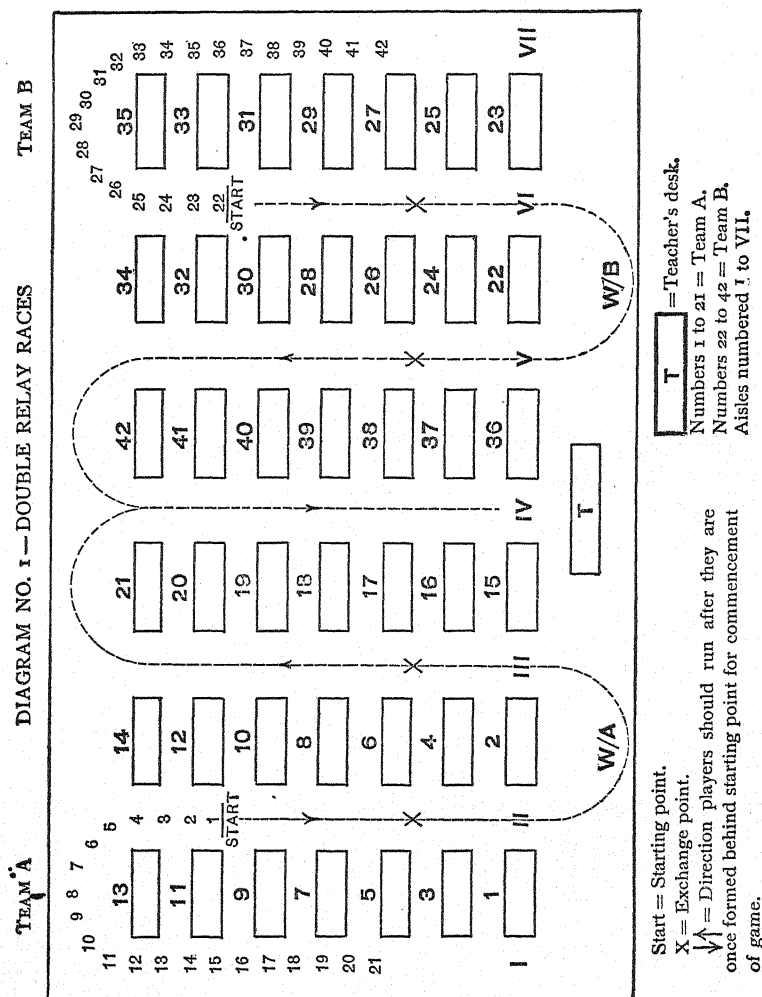 TEAM A DIAGRAM NO. 1 — DOUBLE RELAY RACES TEAM B
9 8 7 28 29 30
10 6 27 31
11 5 26 32
13 14 21 42 34 35
12 4 25 33
13 3 24 34
11 12 20 41 32 33
14 2 23 35
15 1 22 36
START START
9 10 19 40 30 31
16 37
17 38
18 39
7 8 18 39 28 29
19 40
20 41
5 6 17 38 26 27
21 42
X X X X
3 4 16 37 24 25
1 2 15 36 22 23
I II III IV V VI VII
T
W/A W/B
Start = Starting point.
X = Exchange point.
= Direction players should run after they are
once formed behind starting point for commencement
of game.
T = Teacher's desk.
Numbers 1 to 21 = Team A.
Numbers 22 to 42 = Team B.
Aisles numbered I to VII.